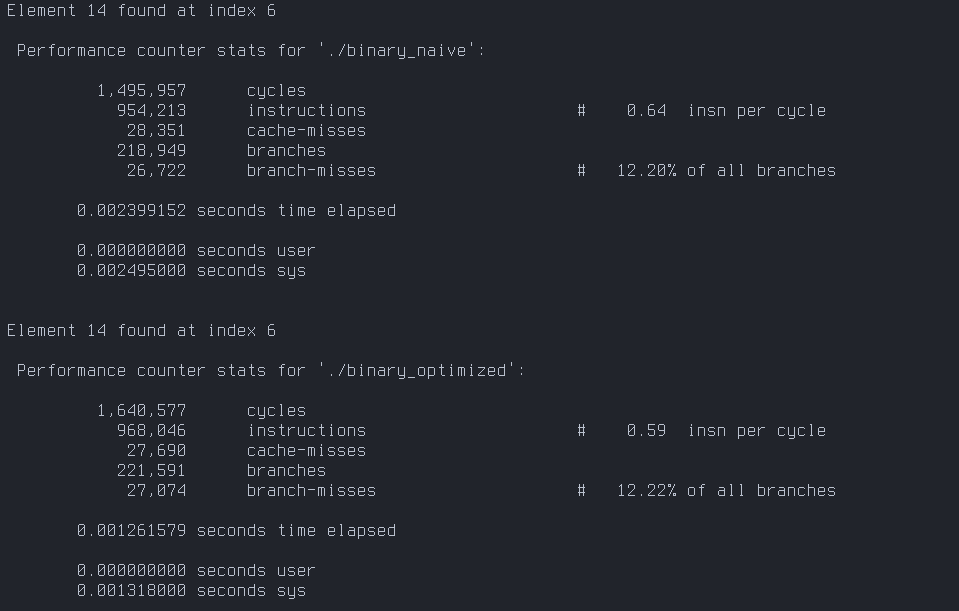 Element 14 found at index 6
Performance counter stats for './binary_naive':
1,495,957 cycles
954,213 instructions # 0.64 insn per cycle
28,351 cache-misses
218,949 branches
26,722 branch-misses # 12.20% of all branches
0.002399152 seconds time elapsed
0.000000000 seconds user
0.002495000 seconds sys
Element 14 found at index 6
Performance counter stats for './binary_optimized':
1,640,577 cycles
968,046 instructions # 0.59 insn per cycle
27,690 cache-misses
221,591 branches
27,074 branch-misses # 12.22% of all branches
0.001261579 seconds time elapsed
0.000000000 seconds user
0.001318000 seconds sys